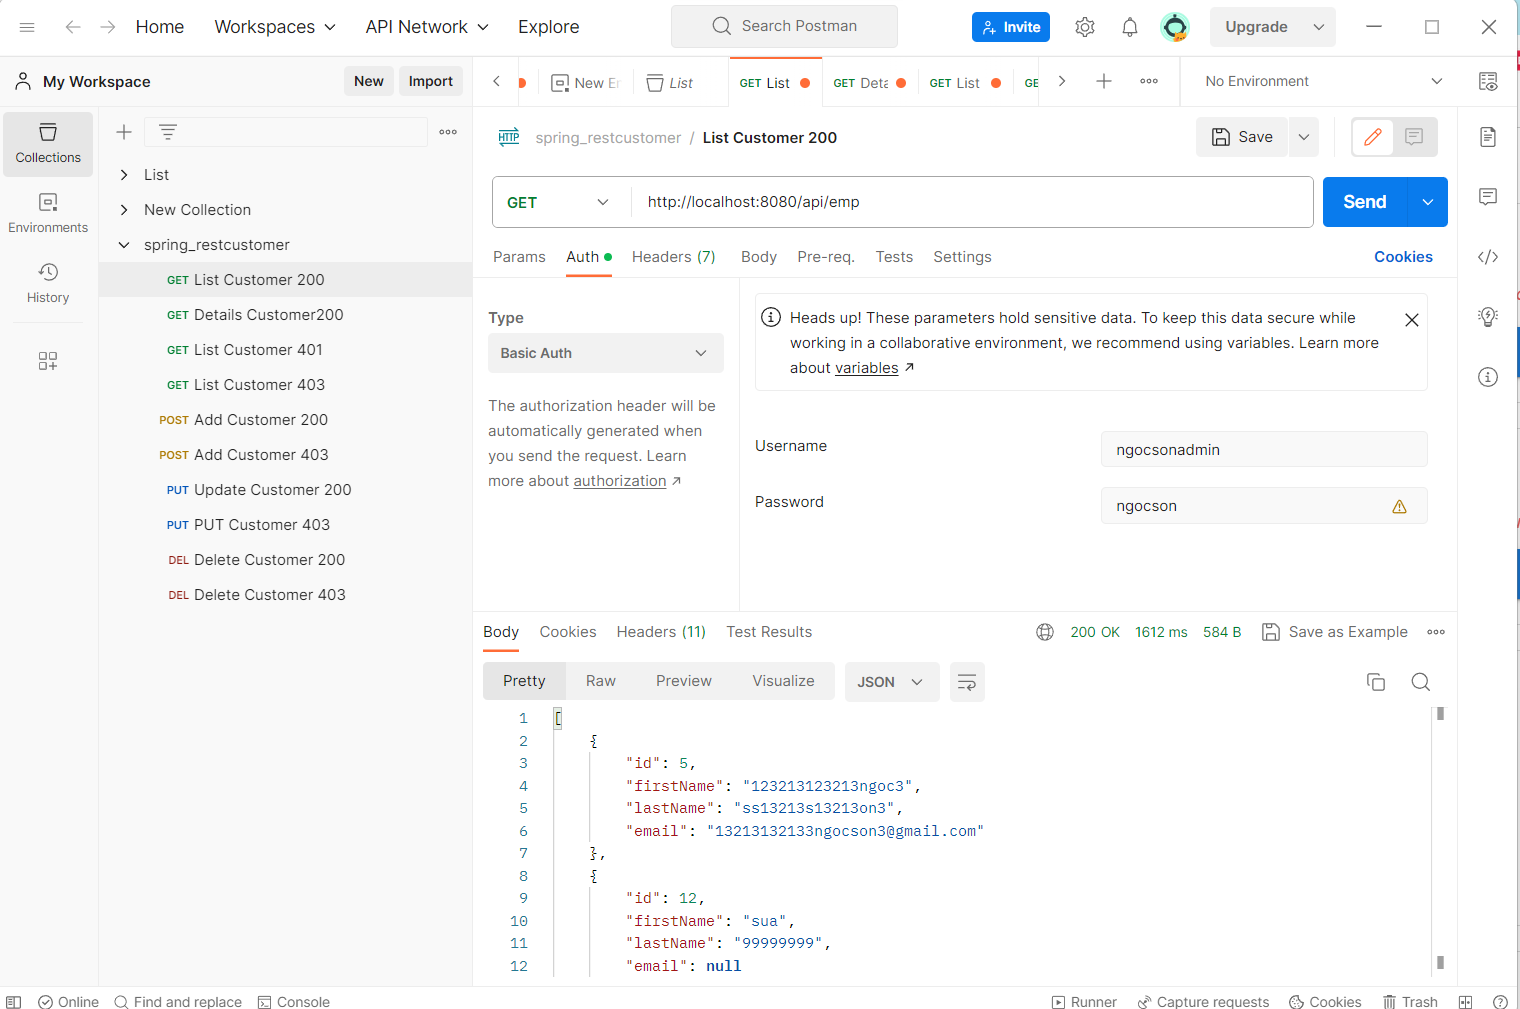 Home Workspaces API Network Explore Search Postman Invite Upgrade
My Workspace New Import New En List GET List GET Deta GET List GE No Environment
Collections
Environments
History
List
New Collection
spring_restcustomer
GET List Customer 200
GET Details Customer200
GET List Customer 401
GET List Customer 403
POST Add Customer 200
POST Add Customer 403
PUT Update Customer 200
PUT PUT Customer 403
DEL Delete Customer 200
DEL Delete Customer 403
HTTP spring_restcustomer / List Customer 200 Save
GET http://localhost:8080/api/emp Send
Params Auth Headers (7) Body Pre-req. Tests Settings Cookies
Type
Basic Auth
The authorization header will be
automatically generated when
you send the request. Learn
more about authorization ↗
Heads up! These parameters hold sensitive data. To keep this data secure while
working in a collaborative environment, we recommend using variables. Learn more
about variables ↗
Username ngocsonadmin
Password ngocson
Body Cookies Headers (11) Test Results 200 OK 1612 ms 584 B Save as Example
Pretty Raw Preview Visualize JSON
1 [
2 {
3 "id": 5,
4 "firstName": "123213123213ngoc3",
5 "lastName": "ss13213s13213on3",
6 "email": "13213132133ngocson3@gmail.com"
7 },
8 {
9 "id": 12,
10 "firstName": "sua",
11 "lastName": "99999999",
12 "email": null
Online Find and replace Console Runner Capture requests Cookies Trash